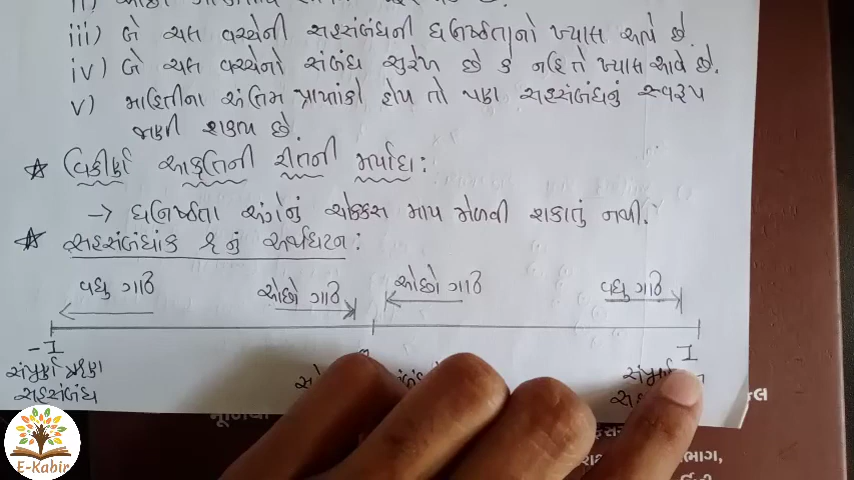 iii) બે ચલ વચ્ચેની સહસંબંધની ઘનિષ્ઠતાનો ખ્યાલ આપે છે.
iv) બે ચલ વચ્ચેનો સંબંધ સુરેખ છે કે નહિ તે ખ્યાલ આવે છે.
v) માહિતીના અંતિમ પ્રાપ્તાંકો હોય તો પણ સહસંબંધનું સ્વરૂપ
જાણી શકાય છે.
☆ વિકીર્ણ આકૃતિની રીતની મર્યાદા:
→ ઘનિષ્ઠતા અંગેનું ચોક્કસ માપ મેળવી શકાતું નથી.
☆ સહસંબંધાંક r નું અર્થઘટન:
વધુ ગાઢ ઓછો ગાઢ ઓછો ગાઢ વધુ ગાઢ
-1 1
સંપૂર્ણ ઋણ
સહસંબંધ
E-Kabir